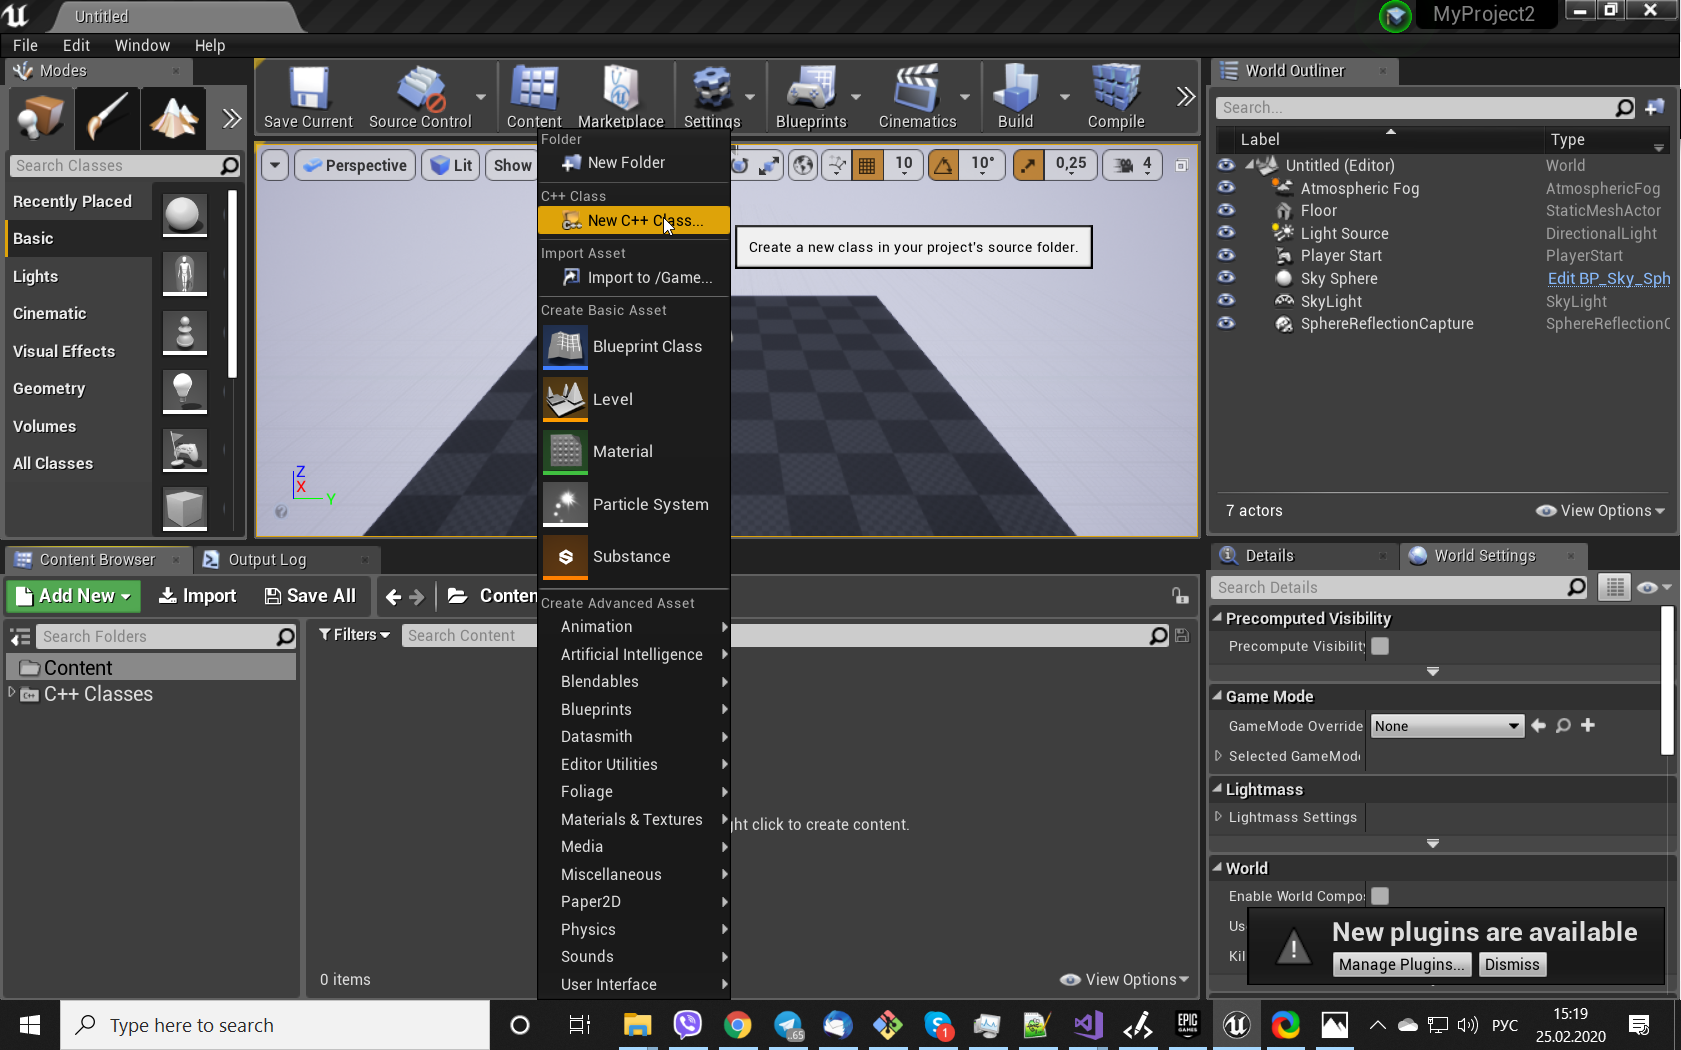 Untitled
MyProject2
File Edit Window Help
Modes
Search Classes
Recently Placed
Basic
Lights
Cinematic
Visual Effects
Geometry
Volumes
All Classes
Save Current
Source Control
Content
Marketplace
Settings
Blueprints
Cinematics
Build
Compile
Perspective
Lit
Show
10
10°
0,25
4
Z
X
Y
Folder
New Folder
C++ Class
New C++ Class...
Create a new class in your project's source folder.
Import Asset
Import to /Game...
Create Basic Asset
Blueprint Class
Level
Material
Particle System
Substance
Create Advanced Asset
Animation
Artificial Intelligence
Blendables
Blueprints
Datasmith
Editor Utilities
Foliage
Materials & Textures
Media
Miscellaneous
Paper2D
Physics
Sounds
User Interface
World Outliner
Search...
Label Type
Untitled (Editor) World
Atmospheric Fog AtmosphericFog
Floor StaticMeshActor
Light Source DirectionalLight
Player Start PlayerStart
Sky Sphere Edit BP_Sky_Sph
SkyLight SkyLight
SphereReflectionCapture SphereReflectionC
7 actors
View Options
Content Browser
Output Log
Add New
Import
Save All
Conten
Search Folders
Content
C++ Classes
Filters
Search Content
ght click to create content.
0 items
View Options
Details
World Settings
Search Details
Precomputed Visibility
Precompute Visibilit
Game Mode
GameMode Override None
Selected GameMod
Lightmass
Lightmass Settings
World
Enable World Compo
Us
Kil
New plugins are available
Manage Plugins...
Dismiss
Type here to search
.65
1
EPIC
GAMES
РУС
15:19
25.02.2020